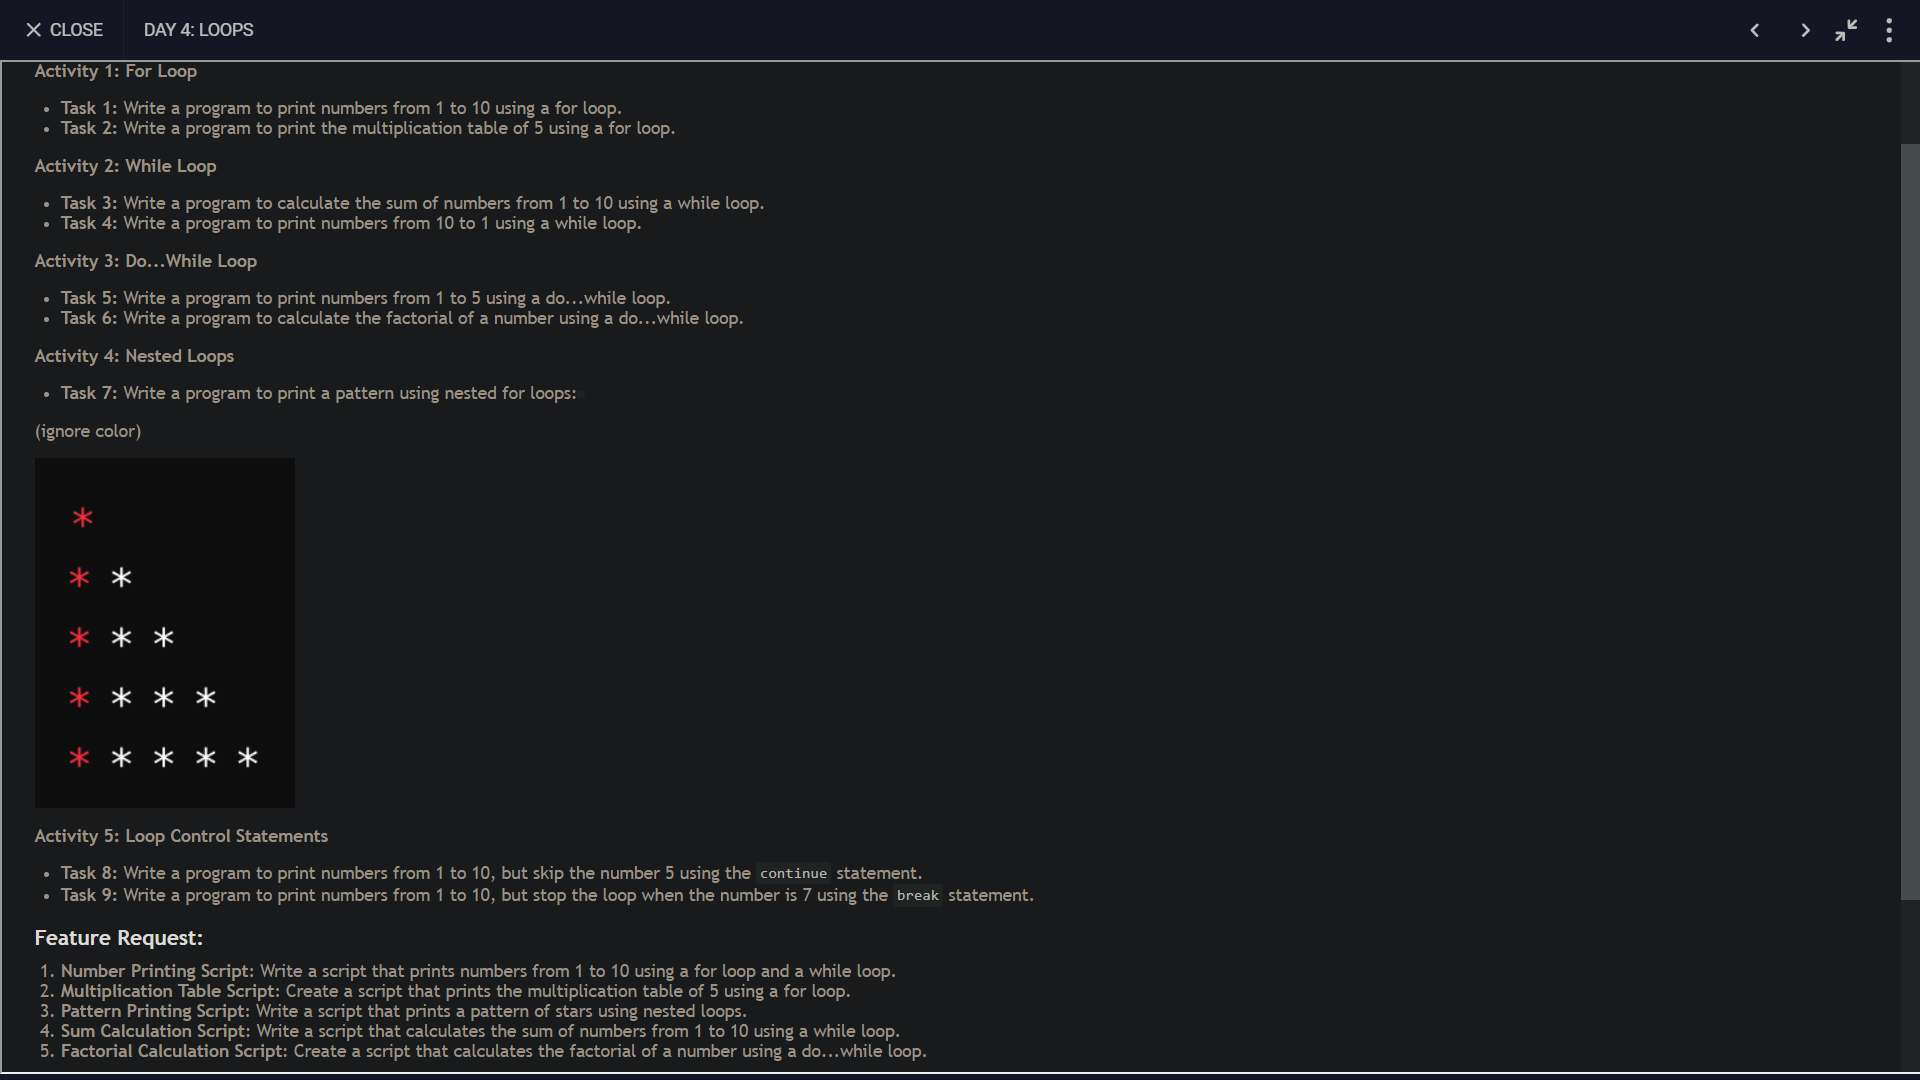 CLOSE DAY 4: LOOPS
Activity 1: For Loop
• Task 1: Write a program to print numbers from 1 to 10 using a for loop.
• Task 2: Write a program to print the multiplication table of 5 using a for loop.
Activity 2: While Loop
• Task 3: Write a program to calculate the sum of numbers from 1 to 10 using a while loop.
• Task 4: Write a program to print numbers from 10 to 1 using a while loop.
Activity 3: Do...While Loop
• Task 5: Write a program to print numbers from 1 to 5 using a do...while loop.
• Task 6: Write a program to calculate the factorial of a number using a do...while loop.
Activity 4: Nested Loops
• Task 7: Write a program to print a pattern using nested for loops:
(ignore color)
*
* *
* * *
* * * *
* * * * *
Activity 5: Loop Control Statements
• Task 8: Write a program to print numbers from 1 to 10, but skip the number 5 using the continue statement.
• Task 9: Write a program to print numbers from 1 to 10, but stop the loop when the number is 7 using the break statement.
Feature Request:
1. Number Printing Script: Write a script that prints numbers from 1 to 10 using a for loop and a while loop.
2. Multiplication Table Script: Create a script that prints the multiplication table of 5 using a for loop.
3. Pattern Printing Script: Write a script that prints a pattern of stars using nested loops.
4. Sum Calculation Script: Write a script that calculates the sum of numbers from 1 to 10 using a while loop.
5. Factorial Calculation Script: Create a script that calculates the factorial of a number using a do...while loop.